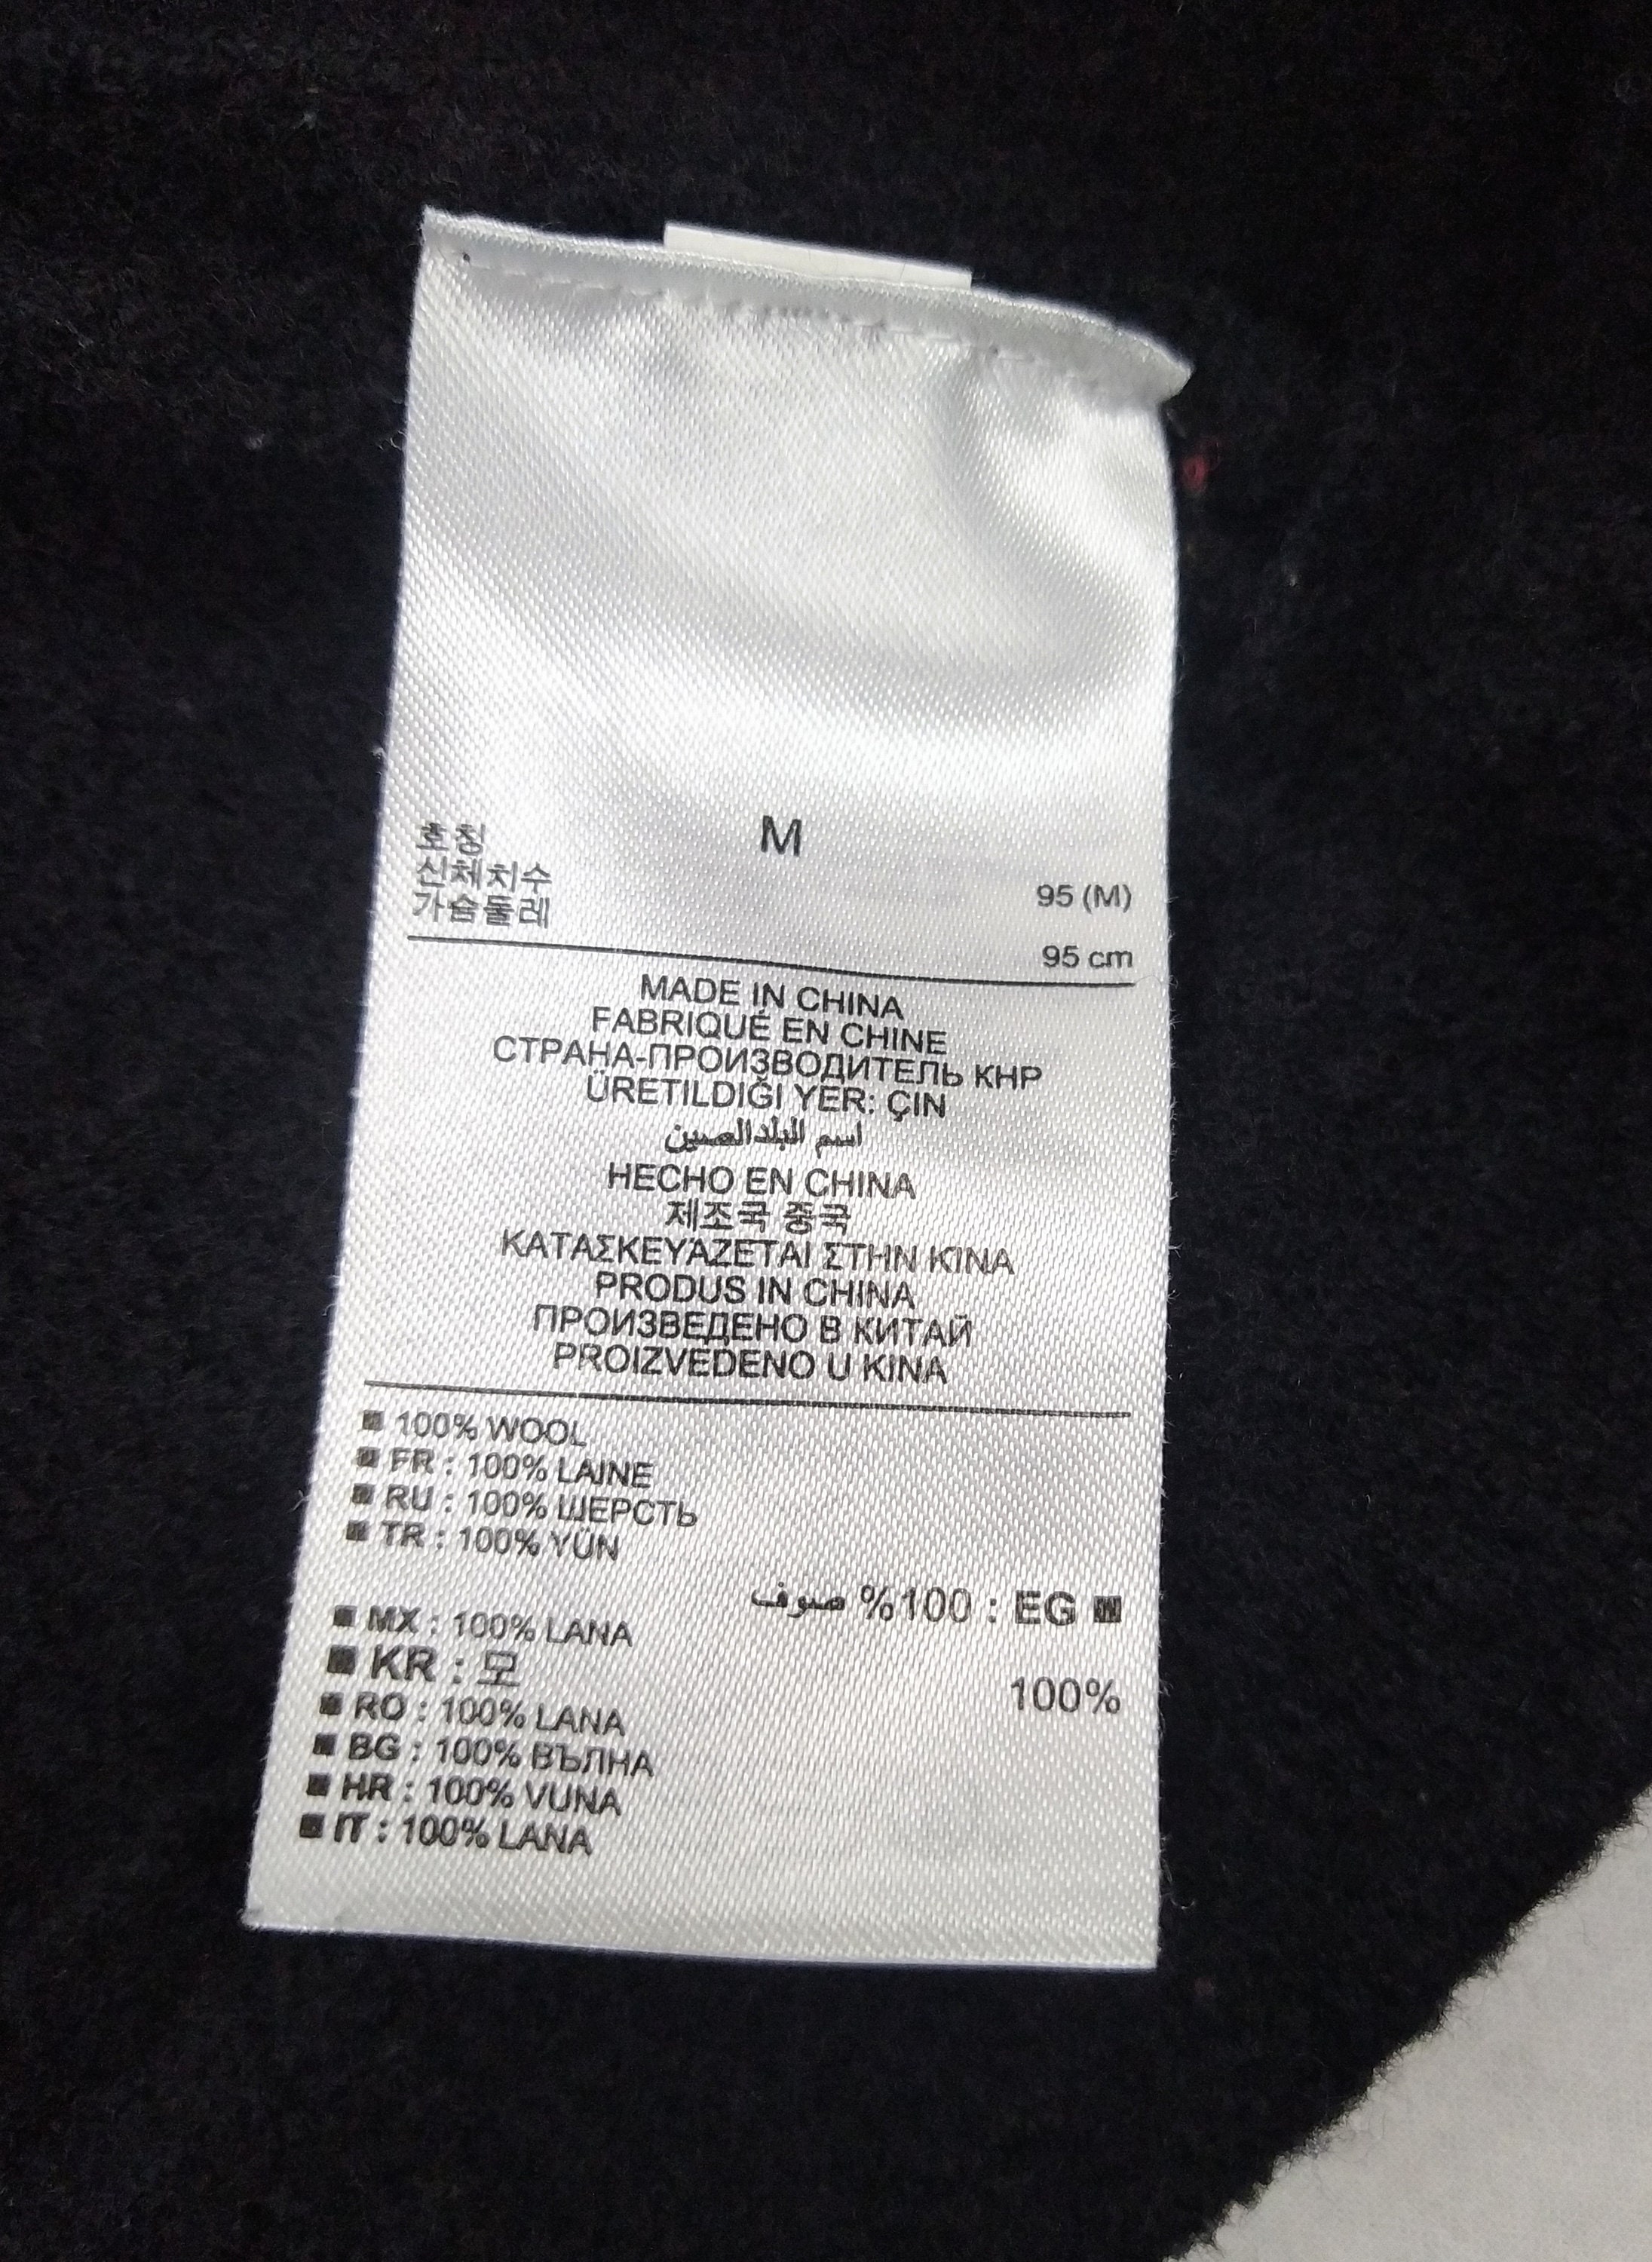 M
호칭 95 (M)
신체치수
가슴둘레 95 cm
MADE IN CHINA
FABRIQUÉ EN CHINE
СТРАНА-ПРОИЗВОДИТЕЛЬ КНР
ÜRETILDIĞI YER: ÇIN
اسم البلدالصين
HECHO EN CHINA
제조국 중국
ΚΑΤΑΣΚΕΥΆΖΕΤΑΙ ΣΤΗΝ ΚΙΝΑ
PRODUS IN CHINA
ПРОИЗВЕДЕНО В КИТАЙ
PROIZVEDENO U KINA
■ 100% WOOL
■ FR : 100% LAINE
■ RU : 100% ШЕРСТЬ
■ TR : 100% YÜN
■ EG : 100% صوف
■ MX : 100% LANA
■ KR : 모 100%
■ RO : 100% LANA
■ BG : 100% ВЪЛНА
■ HR : 100% VUNA
■ IT : 100% LANA